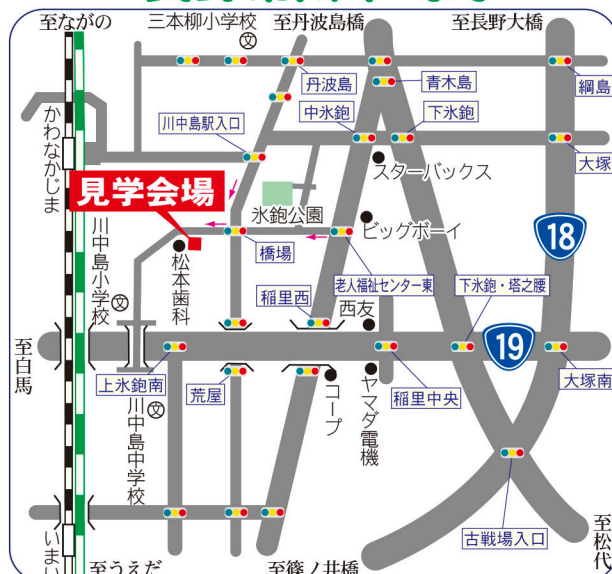 至ながの
三本柳小学校
文
至丹波島橋
至長野大橋
丹波島
青木島
綱島
かわなかじま
川中島駅入口
中氷鉋
下氷鉋
大塚
スターバックス
見学会場
氷鉋公園
ビッグボーイ
18
川中島小学校
文
松本歯科
橋場
老人福祉センター東
下氷鉋・塔之腰
稲里西
西友
至白馬
19
上氷鉋南
荒屋
コープ
ヤマダ電機
稲里中央
大塚南
川中島中学校
文
古戦場入口
いまい
至うえだ
至篠ノ井橋
至松代